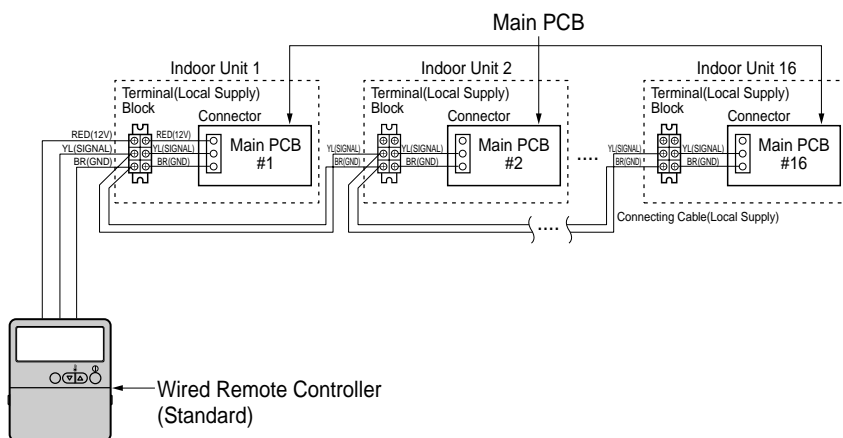 Main PCB
Indoor Unit 1
Indoor Unit 2
Indoor Unit 16
Terminal(Local Supply)
Block
Connector
Terminal(Local Supply)
Block
Connector
Terminal(Local Supply)
Block
Connector
RED(12V)
YL(SIGNAL)
BR(GND)
RED(12V)
YL(SIGNAL)
BR(GND)
Main PCB
#1
YL(SIGNAL)
BR(GND)
YL(SIGNAL)
BR(GND)
Main PCB
#2
....
YL(SIGNAL)
BR(GND)
YL(SIGNAL)
BR(GND)
Main PCB
#16
....
Connecting Cable(Local Supply)
Wired Remote Controller
(Standard)